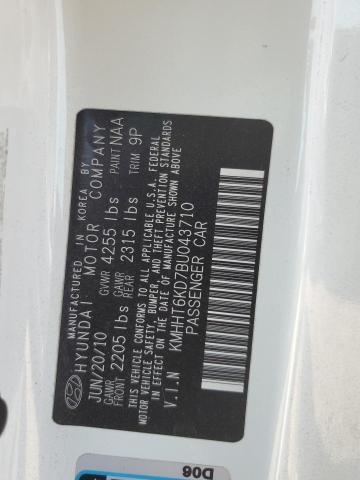 MANUFACTURED IN KOREA BY
HYUNDAI MOTOR COMPANY
JUN/20/10 GVWR 4255 lbs PAINT NAA
GAWR FRONT 2205 lbs GAWR REAR 2315 lbs TRIM 9P
THIS VEHICLE CONFORMS TO ALL APPLICABLE U.S.A. FEDERAL
MOTOR VEHICLE SAFETY, BUMPER, AND THEFT PREVENTION STANDARDS
IN EFFECT ON THE DATE OF MANUFACTURE SHOWN ABOVE
V.I.N KMHHT6KD7BU043710
PASSENGER CAR
D06